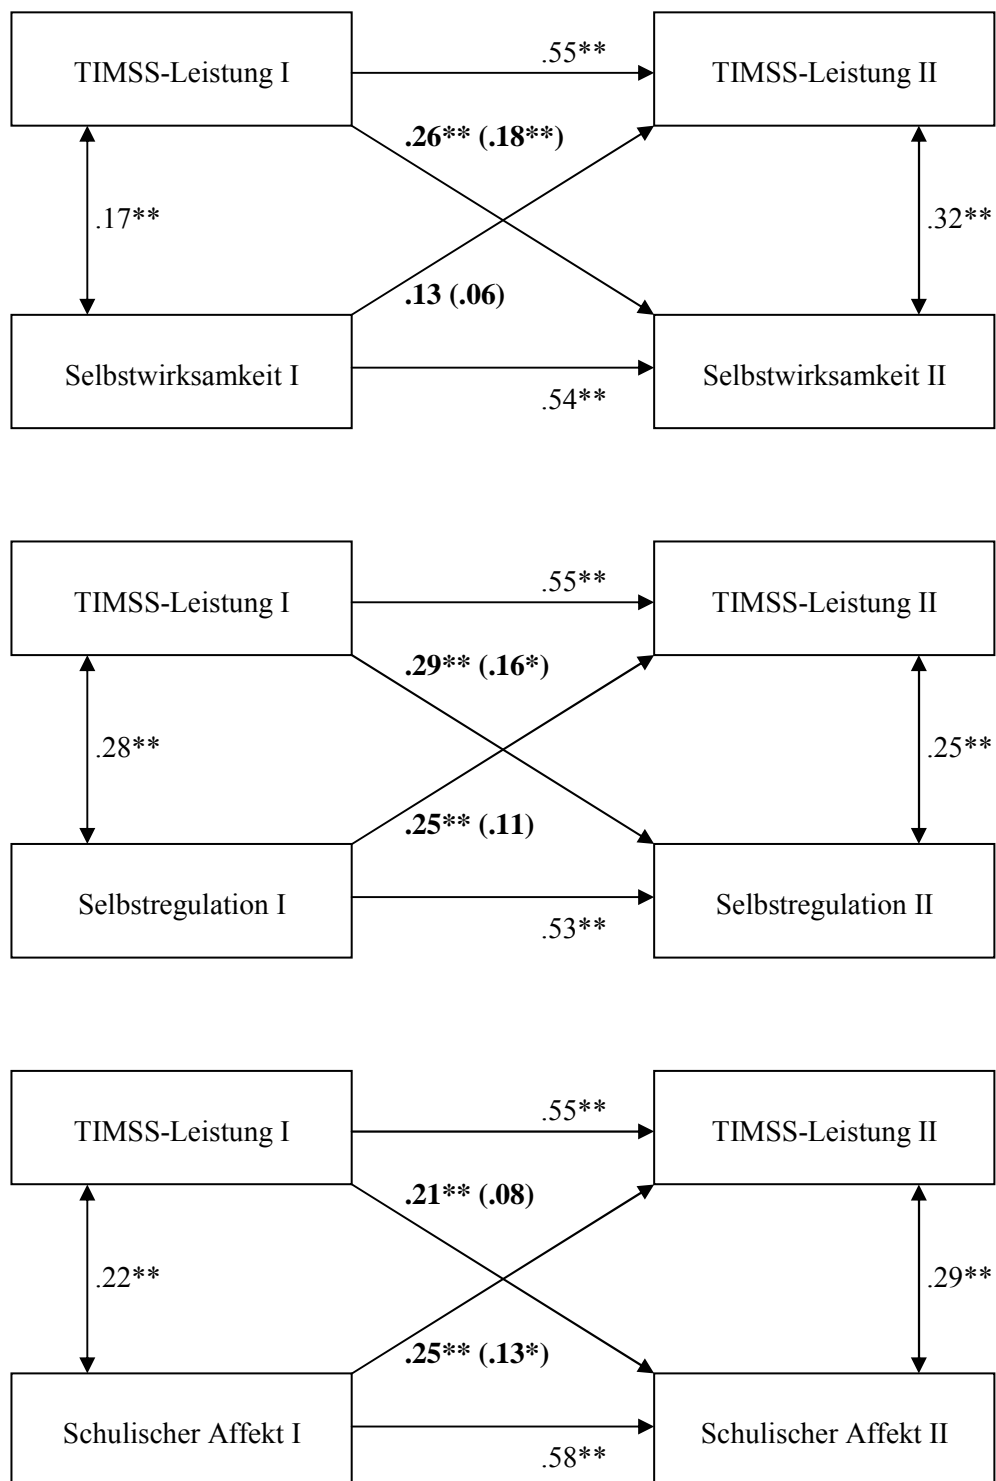 .55**
TIMSS-Leistung I
TIMSS-Leistung II
.26** (.18**)
.17**
.32**
.13 (.06)
Selbstwirksamkeit I
Selbstwirksamkeit II
.54**
.55**
TIMSS-Leistung I
TIMSS-Leistung II
.29** (.16*)
.28**
.25**
.25** (.11)
Selbstregulation I
Selbstregulation II
.53**
.55**
TIMSS-Leistung I
TIMSS-Leistung II
.21** (.08)
.22**
.29**
.25** (.13*)
Schulischer Affekt I
Schulischer Affekt II
.58**